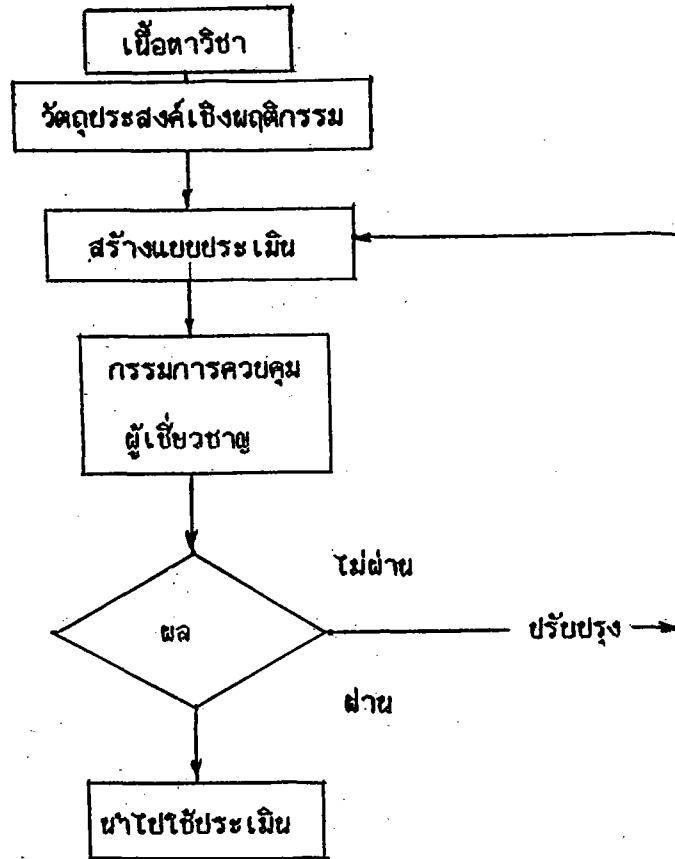 เนื้อหาวิชา
วัตถุประสงค์เชิงพฤติกรรม
สร้างแบบประเมิน
กรรมการควบคุม
ผู้เชี่ยวชาญ
ไม่ผ่าน
ผล
ปรับปรุง
ผ่าน
นำไปใช้ประเมิน